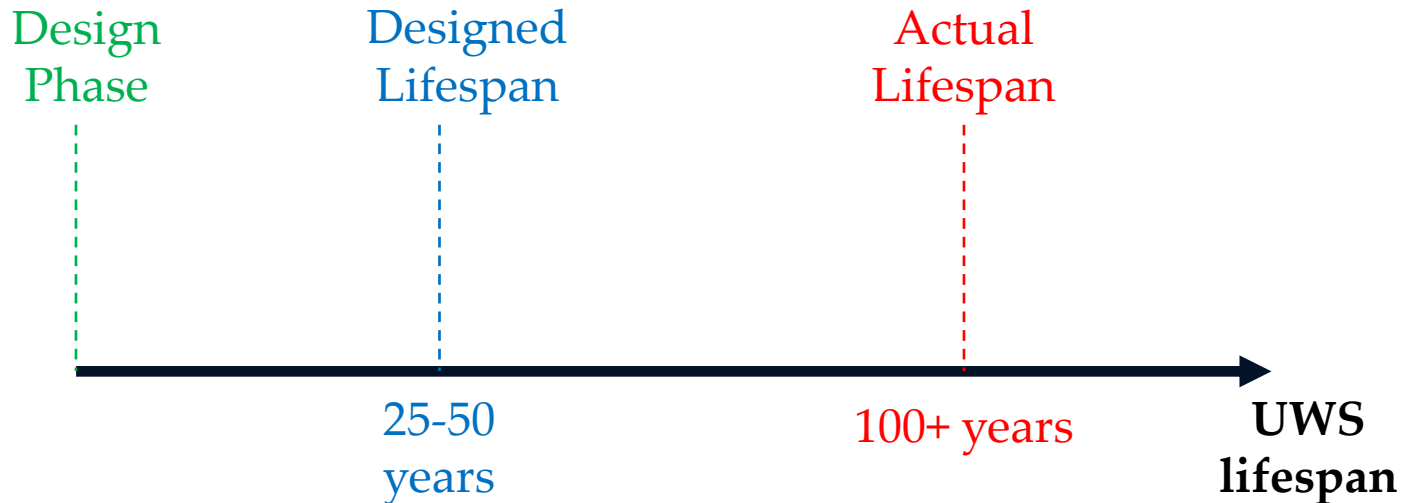 Design
Phase
Designed
Lifespan
Actual
Lifespan
25-50
years
100+ years
UWS
lifespan